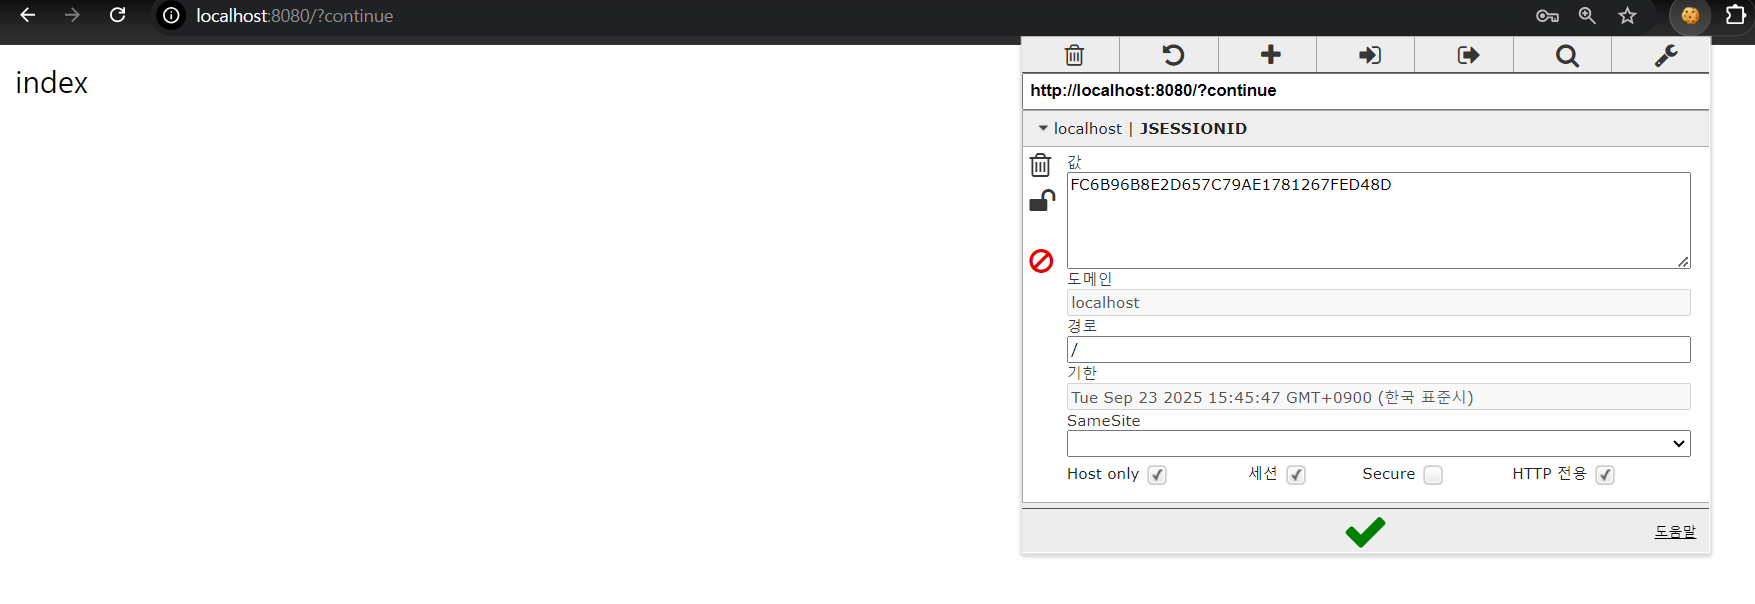 localhost:8080/?continue
index
http://localhost:8080/?continue
localhost | JSESSIONID
값
FC6B96B8E2D657C79AE1781267FED48D
도메인
localhost
경로
/
기한
Tue Sep 23 2025 15:45:47 GMT+0900 (한국 표준시)
SameSite
Host only 세션 Secure HTTP 전용
도움말